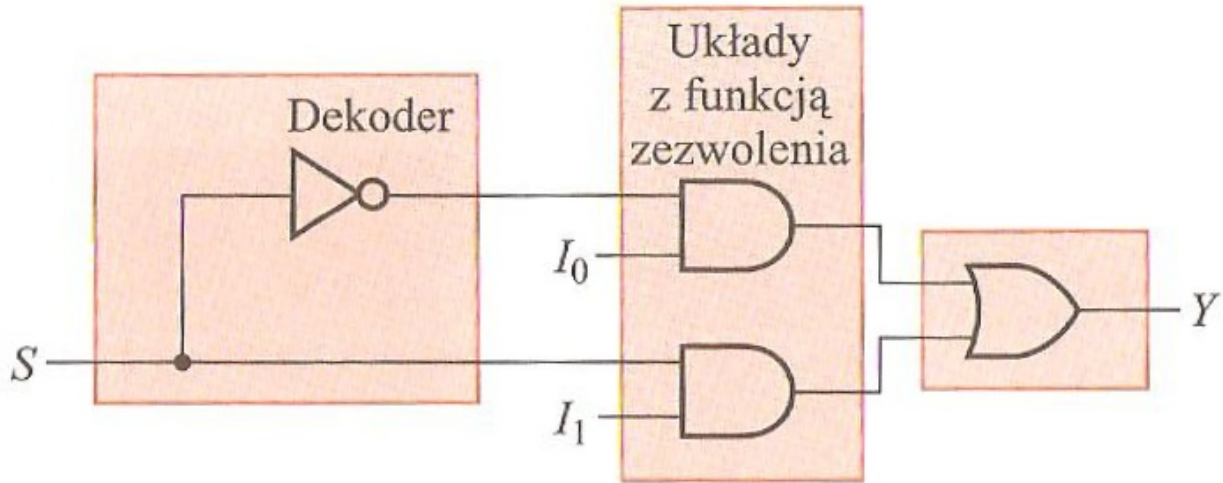 Dekoder
Układy
z funkcją
zezwolenia
I₀
S
I₁
Y